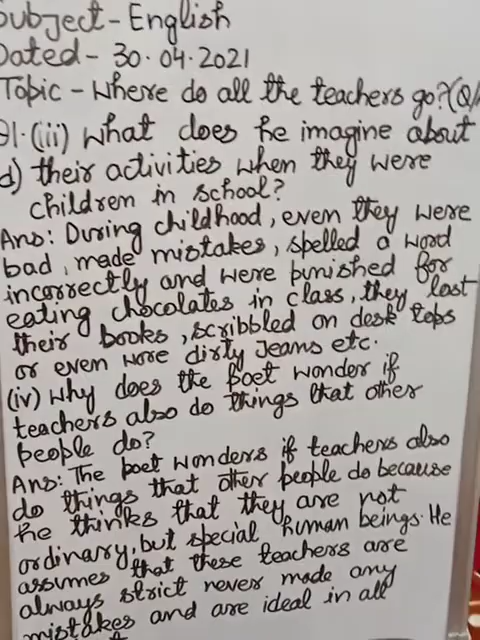 Subject - English
Dated - 30.04.2021
Topic - Where do all the teachers go? (Q/A
Q1. (iii) What does he imagine about
d) their activities when they were
children in school?
Ans: During childhood, even they were
bad, made mistakes, spelled a word
incorrectly and were punished for
eating chocolates in class, they lost
their books, scribbled on desk tops
or even wore dirty Jeans etc.
(iv) Why does the poet wonder if
teachers also do things that other
people do?
Ans: The poet wonders if teachers also
do things that other people do because
he thinks that they are not
ordinary, but special human beings. He
assumes that these teachers are
always strict never made any
mistakes and are ideal in all